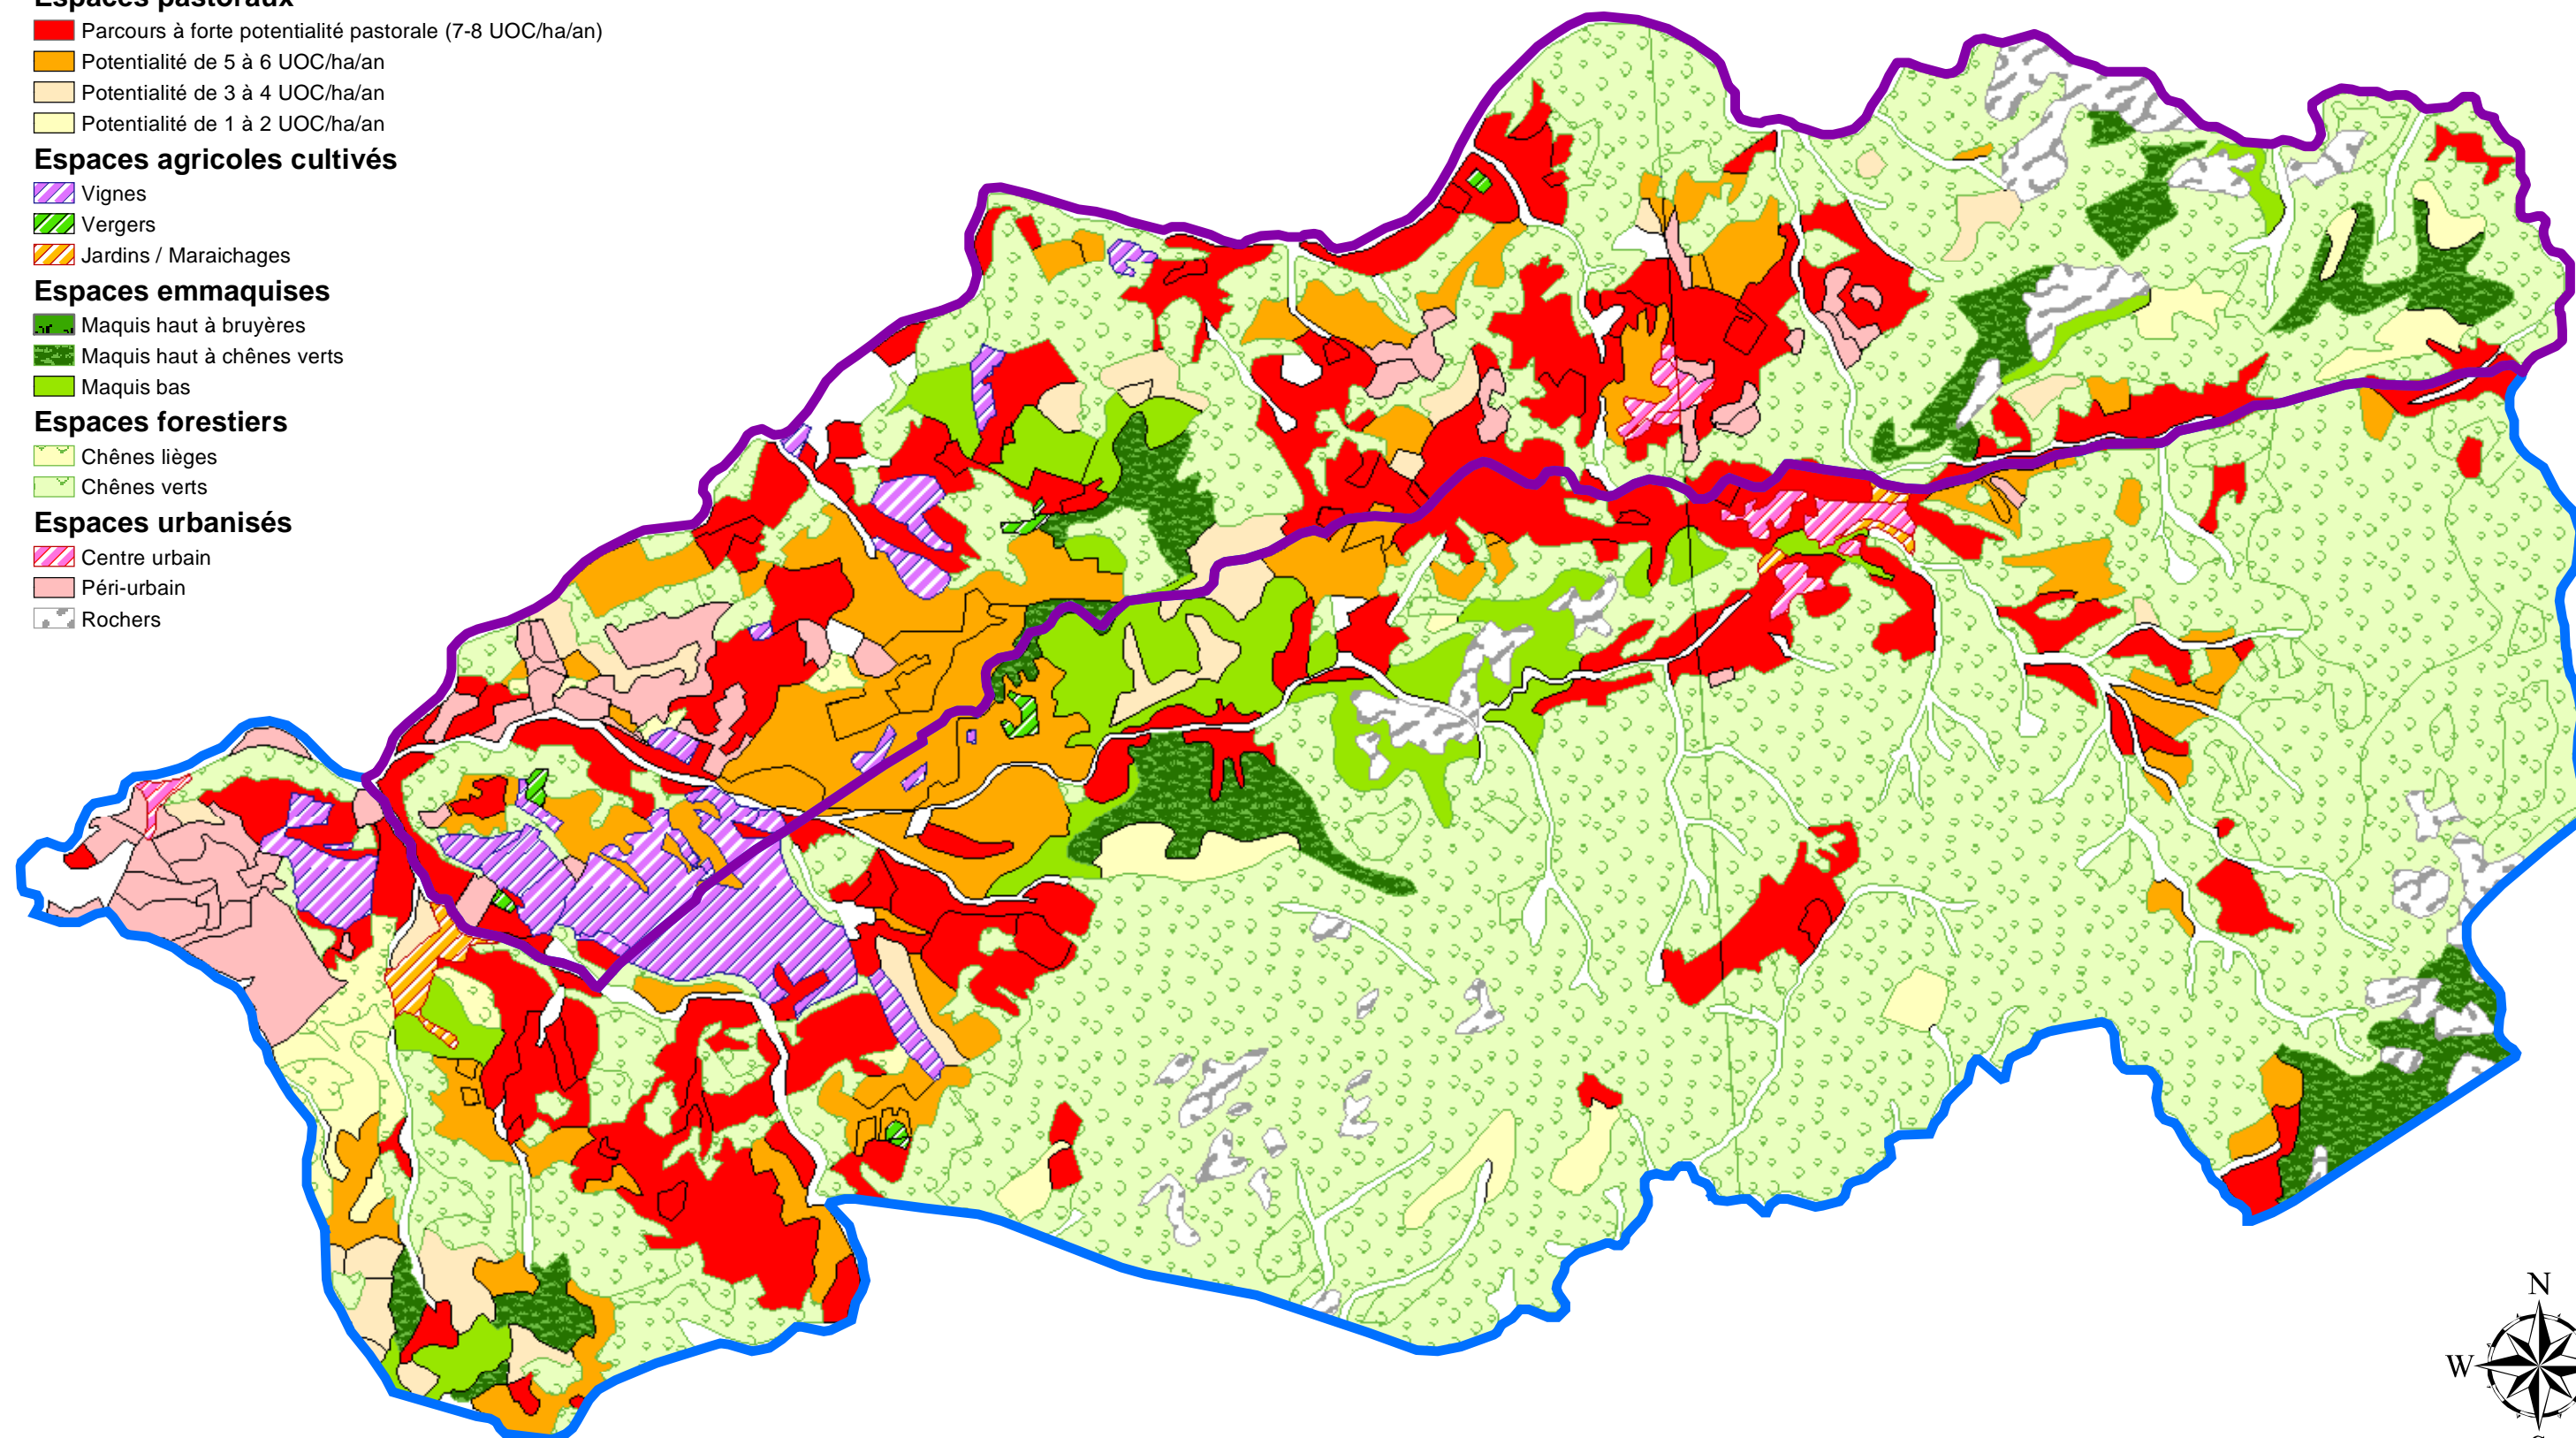 Espaces pastoraux
Parcours à forte potentialité pastorale (7-8 UOC/ha/an)
Potentialité de 5 à 6 UOC/ha/an
Potentialité de 3 à 4 UOC/ha/an
Potentialité de 1 à 2 UOC/ha/an
Espaces agricoles cultivés
Vignes
Vergers
Jardins / Maraichages
Espaces emmaquises
Maquis haut à bruyères
Maquis haut à chênes verts
Maquis bas
Espaces forestiers
Chênes lièges
Chênes verts
Espaces urbanisés
Centre urbain
Péri-urbain
Rochers
N
W